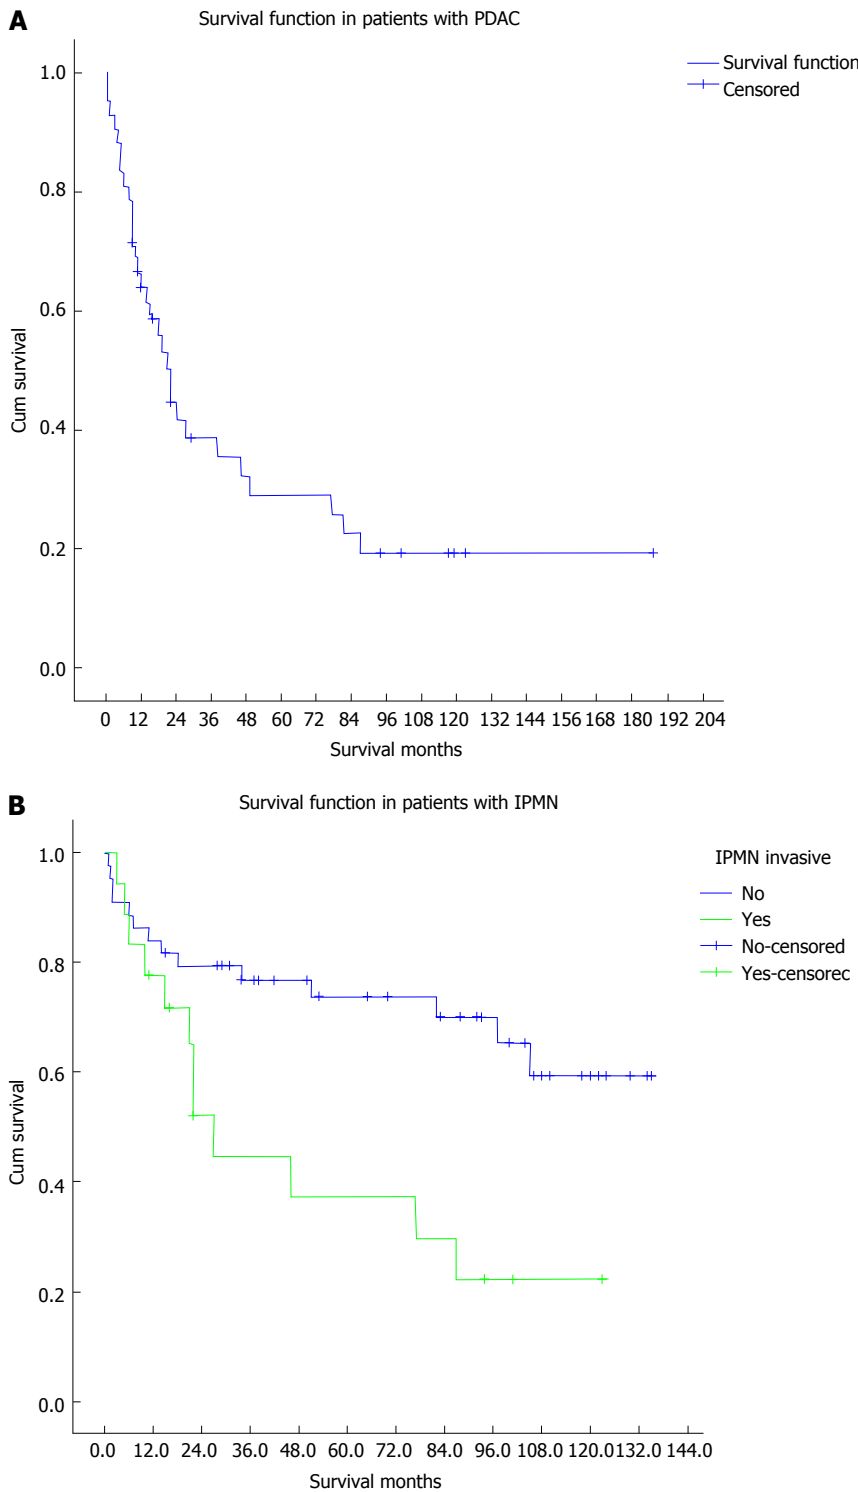 A
Survival function in patients with PDAC
Survival function
Censored
1.0
0.8
0.6
0.4
0.2
0.0
Cum survival
0 12 24 36 48 60 72 84 96 108 120 132 144 156 168 180 192 204
Survival months
B
Survival function in patients with IPMN
IPMN invasive
No
Yes
No-censored
Yes-censorec
1.0
0.8
0.6
0.4
0.2
0.0
Cum survival
0.0 12.0 24.0 36.0 48.0 60.0 72.0 84.0 96.0 108.0 120.0 132.0 144.0
Survival months